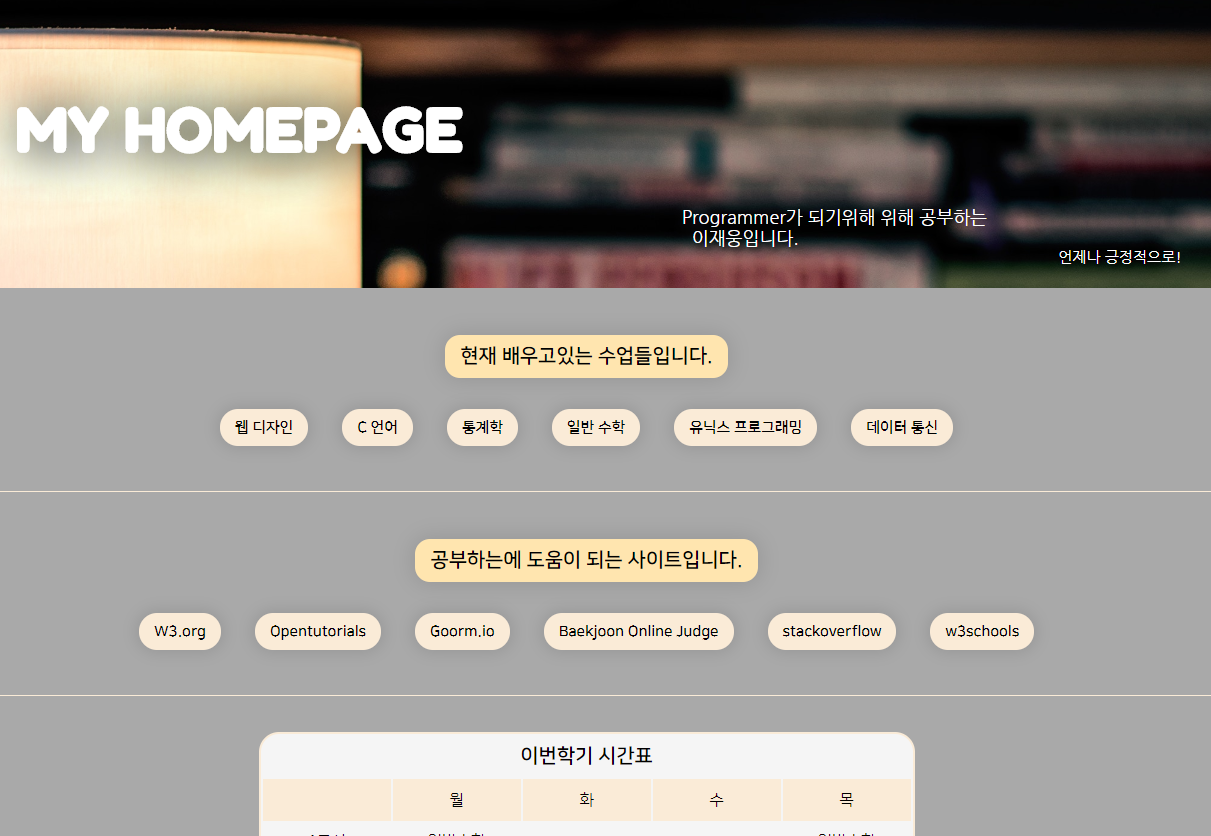 MY HOMEPAGE
Programmer가 되기위해 위해 공부하는
이재웅입니다.
언제나 긍정적으로!
현재 배우고있는 수업들입니다.
웹 디자인 C 언어 통계학 일반 수학 유닉스 프로그래밍 데이터 통신
공부하는에 도움이 되는 사이트입니다.
W3.org Opentutorials Goorm.io Baekjoon Online Judge stackoverflow w3schools
이번학기 시간표
월 화 수 목